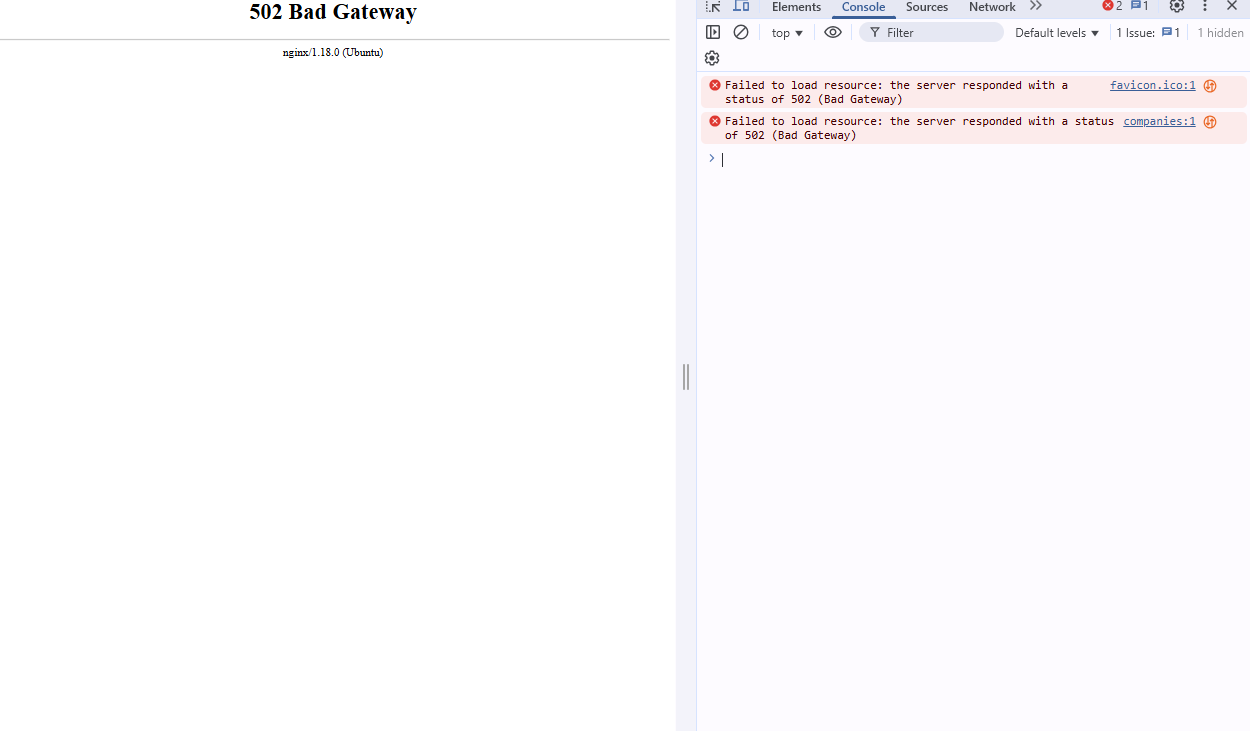 502 Bad Gateway
nginx/1.18.0 (Ubuntu)
Elements Console Sources Network 2 1
top Filter Default levels 1 Issue: 1 1 hidden
Failed to load resource: the server responded with a favicon.ico:1
status of 502 (Bad Gateway)
Failed to load resource: the server responded with a status companies:1
of 502 (Bad Gateway)